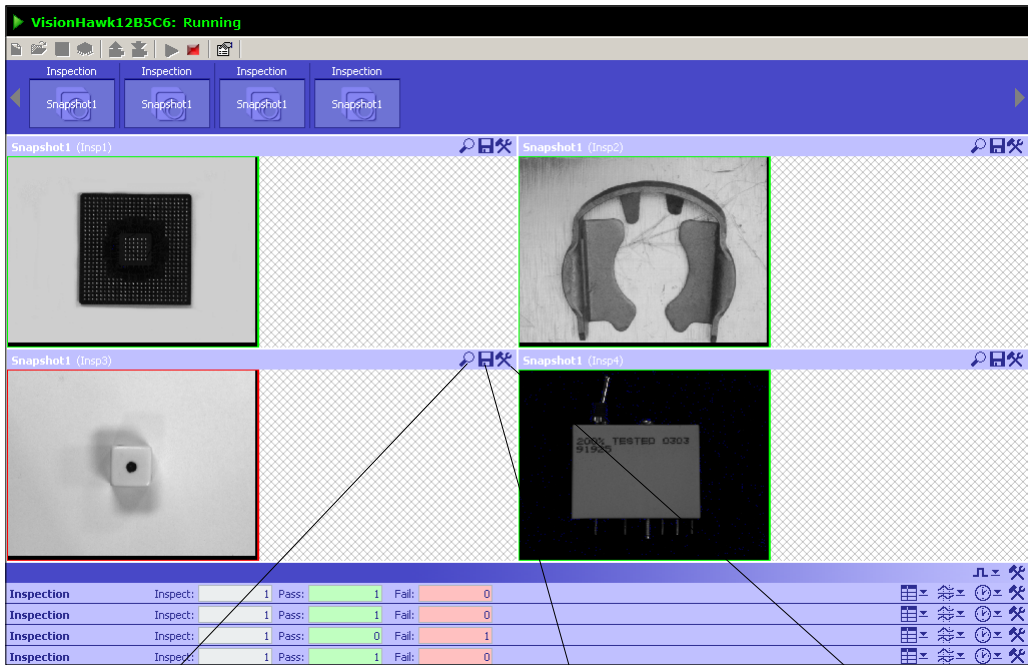 VisionHawk12B5C6: Running
Inspection Inspection Inspection Inspection
Snapshot1 Snapshot1 Snapshot1 Snapshot1
Snapshot1 (Insp1) Snapshot1 (Insp2)
Snapshot1 (Insp3) Snapshot1 (Insp4)
200% TESTED 0303
91925
Inspection Inspect: 1 Pass: 1 Fail: 0
Inspection Inspect: 1 Pass: 1 Fail: 0
Inspection Inspect: 1 Pass: 0 Fail: 1
Inspection Inspect: 1 Pass: 1 Fail: 0